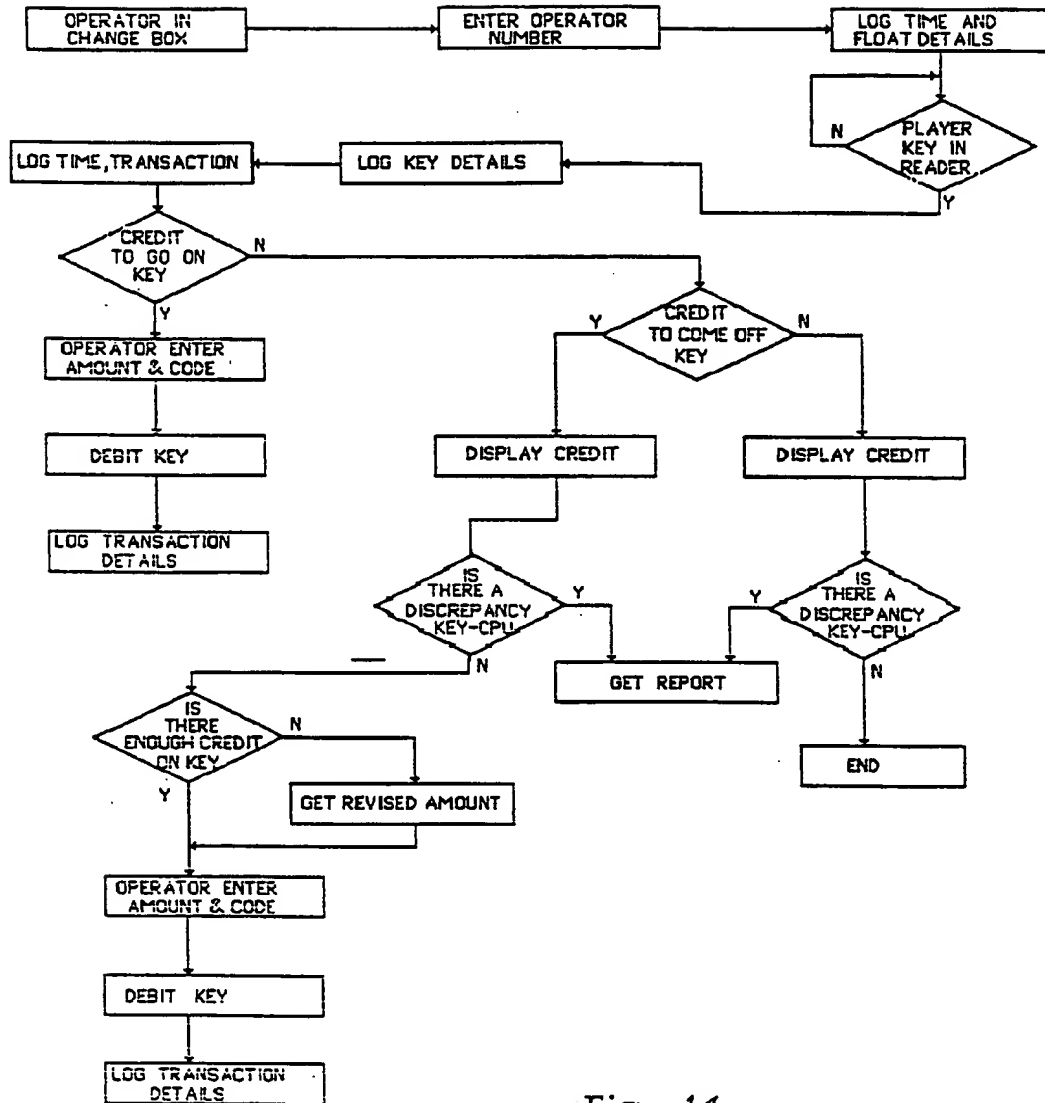 OPERATOR IN
CHANGE BOX
ENTER OPERATOR
NUMBER
LOG TIME AND
FLOAT DETAILS
PLAYER
KEY IN
READER
N
Y
LOG KEY DETAILS
LOG TIME, TRANSACTION
CREDIT
TO GO ON
KEY
N
Y
OPERATOR ENTER
AMOUNT & CODE
DEBIT KEY
LOG TRANSACTION
DETAILS
CREDIT
TO COME OFF
KEY
Y
N
DISPLAY CREDIT
DISPLAY CREDIT
IS
THERE A
DISCREPANCY
KEY-CPU
Y
N
IS
THERE A
DISCREPANCY
KEY-CPU
Y
N
GET REPORT
END
IS
THERE
ENOUGH CREDIT
ON KEY
N
Y
GET REVISED AMOUNT
OPERATOR ENTER
AMOUNT & CODE
DEBIT KEY
LOG TRANSACTION
DETAILS
Fig. 14